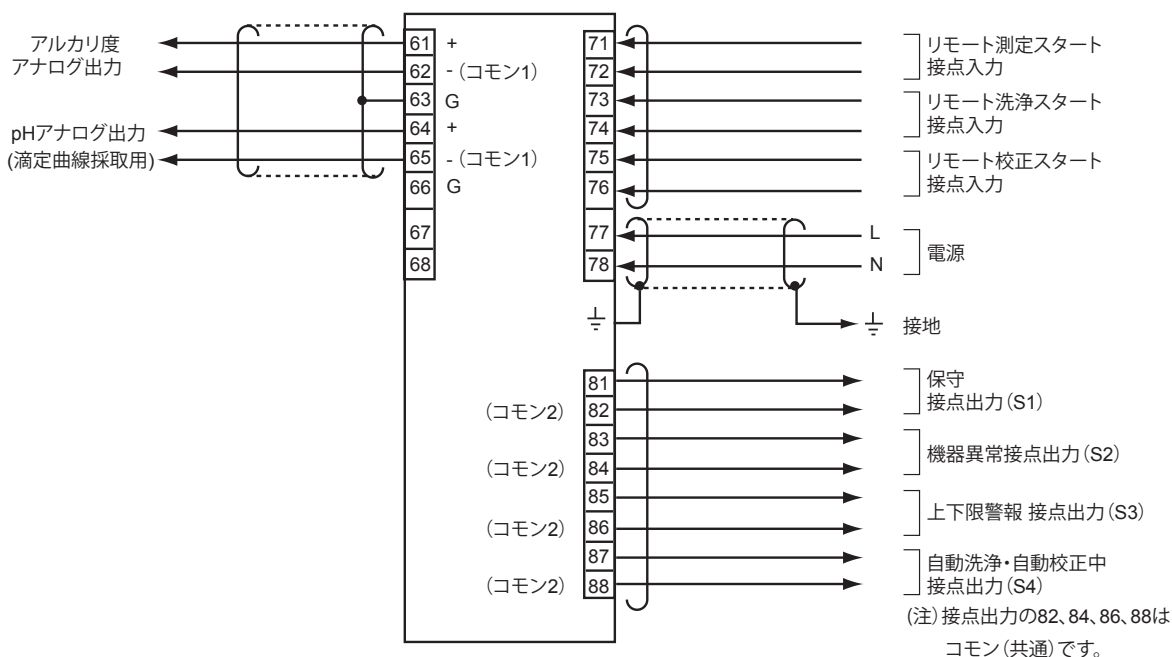 アルカリ度
アナログ出力
pHアナログ出力
(滴定曲線採取用)
61 +
62 - (コモン1)
63 G
64 +
65 - (コモン1)
66 G
67
68
71
72
73
74
75
76
77
78
リモート測定スタート
接点入力
リモート洗浄スタート
接点入力
リモート校正スタート
接点入力
L
N
電源
接地
81
(コモン2) 82
83
(コモン2) 84
85
(コモン2) 86
87
(コモン2) 88
保守
接点出力(S1)
機器異常接点出力(S2)
上下限警報 接点出力(S3)
自動洗浄・自動校正中
接点出力(S4)
(注)接点出力の82、84、86、88は
コモン(共通)です。